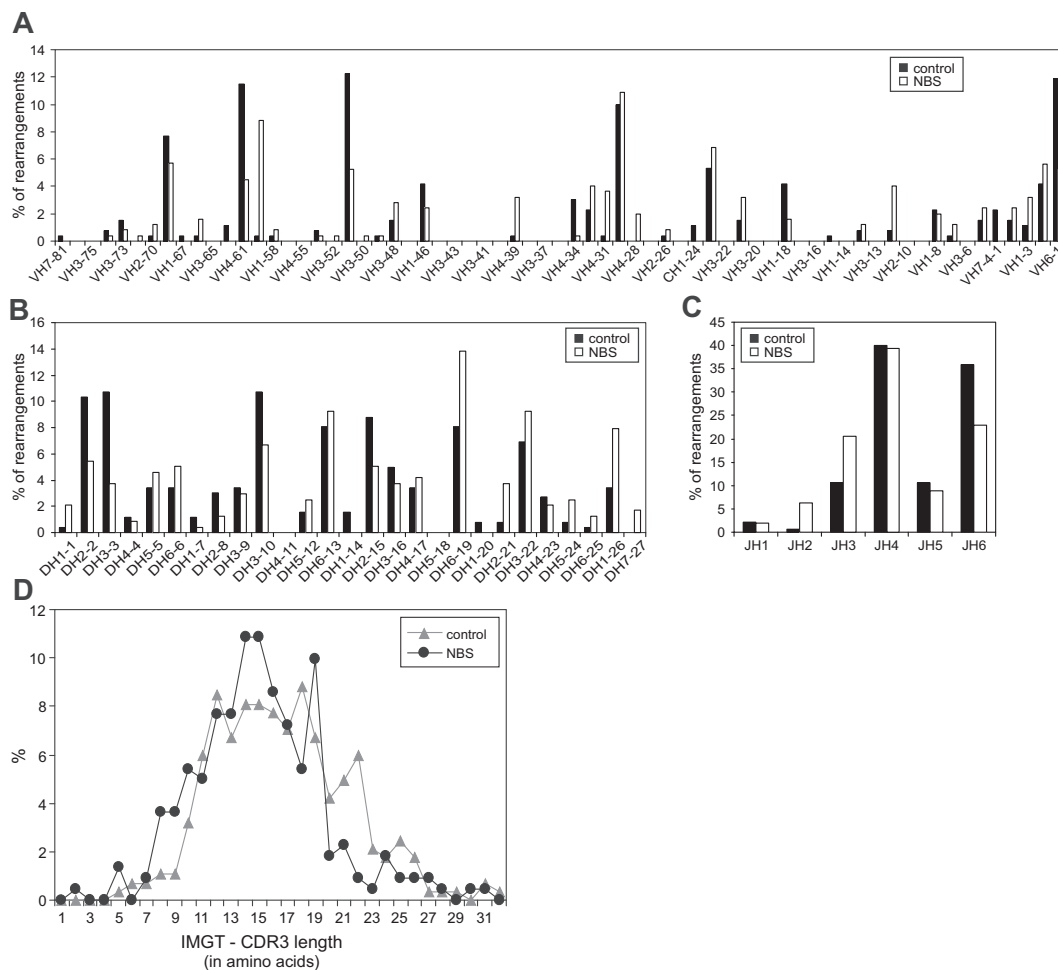 A
% of rearrangements
14
12
10
8
6
4
2
0
control
NBS
VH7-81
VH3-75
VH3-73
VH2-70
VH1-67
VH3-65
VH4-61
VH1-58
VH4-55
VH3-52
VH3-50
VH3-48
VH1-46
VH3-43
VH3-41
VH4-39
VH3-37
VH4-34
VH4-31
VH4-28
VH2-26
CH1-24
VH3-22
VH3-20
VH1-18
VH3-16
VH1-14
VH3-13
VH2-10
VH1-8
VH3-6
VH7-4-1
VH1-3
VH6-1
B
% of rearrangements
16
14
12
10
8
6
4
2
0
control
NBS
DH1-1
DH2-2
DH3-3
DH4-4
DH5-5
DH6-6
DH1-7
DH2-8
DH3-9
DH3-10
DH4-11
DH5-12
DH6-13
DH1-14
DH2-15
DH3-16
DH4-17
DH5-18
DH6-19
DH1-20
DH2-21
DH3-22
DH4-23
DH5-24
DH6-25
DH1-26
DH7-27
C
% of rearrangements
45
40
35
30
25
20
15
10
5
0
control
NBS
JH1 JH2 JH3 JH4 JH5 JH6
D
%
12
10
8
6
4
2
0
control
NBS
1 3 5 7 9 11 13 15 17 19 21 23 25 27 29 31
IMGT - CDR3 length
(in amino acids)